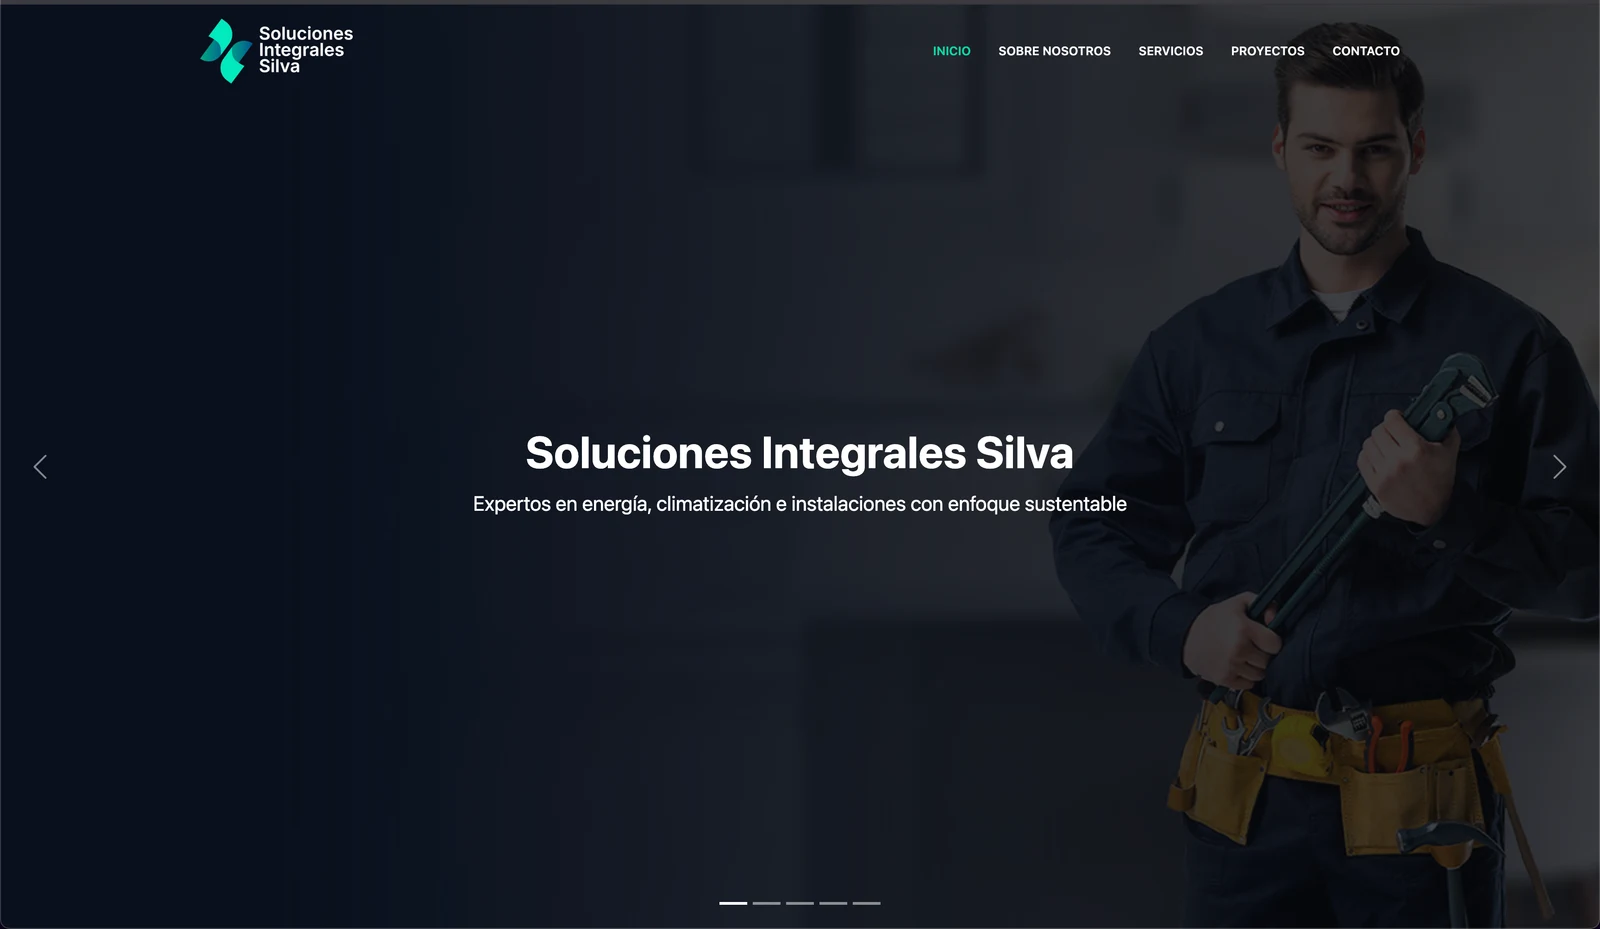 Soluciones
Integrales
Silva
INICIO SOBRE NOSOTROS SERVICIOS PROYECTOS CONTACTO
Soluciones Integrales Silva
Expertos en energía, climatización e instalaciones con enfoque sustentable